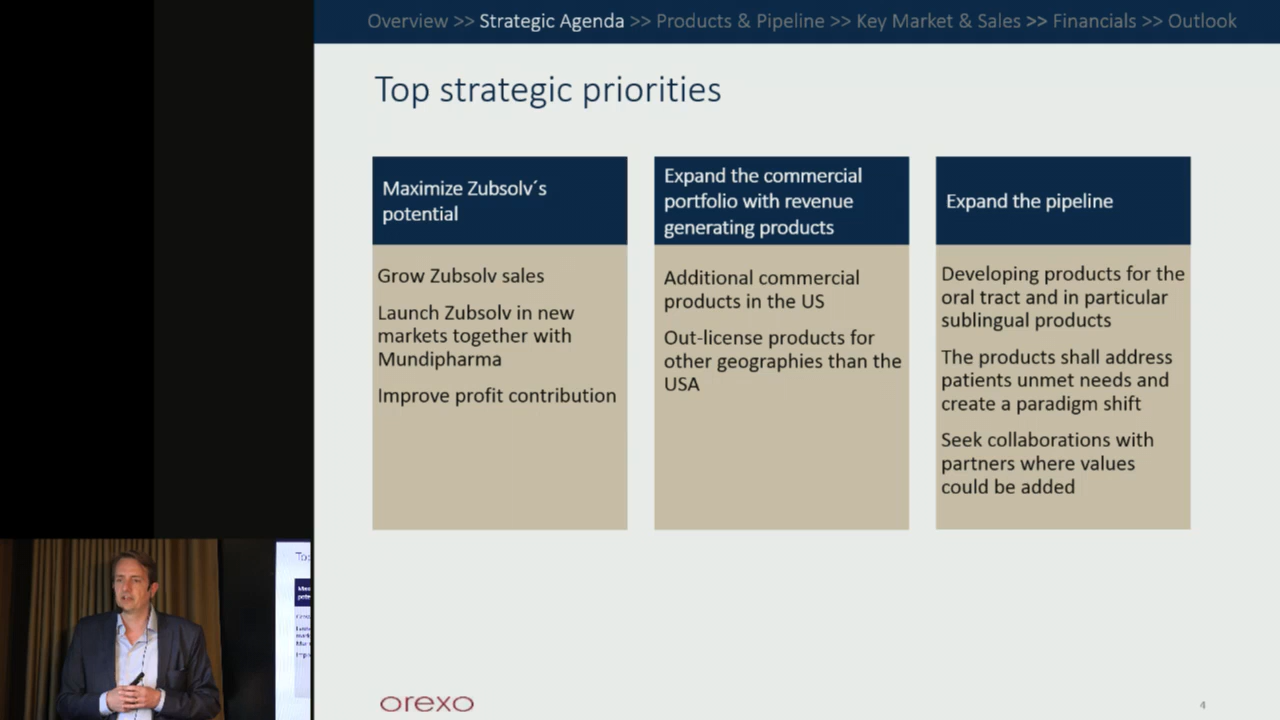 Overview >> Strategic Agenda >> Products & Pipeline >> Key Market & Sales >> Financials >> Outlook
Top strategic priorities
Maximize Zubsolv´s
potential
Grow Zubsolv sales
Launch Zubsolv in new
markets together with
Mundipharma
Improve profit contribution
Expand the commercial
portfolio with revenue
generating products
Additional commercial
products in the US
Out-license products for
other geographies than the
USA
Expand the pipeline
Developing products for the
oral tract and in particular
sublingual products
The products shall address
patients unmet needs and
create a paradigm shift
Seek collaborations with
partners where values
could be added
orexo
4